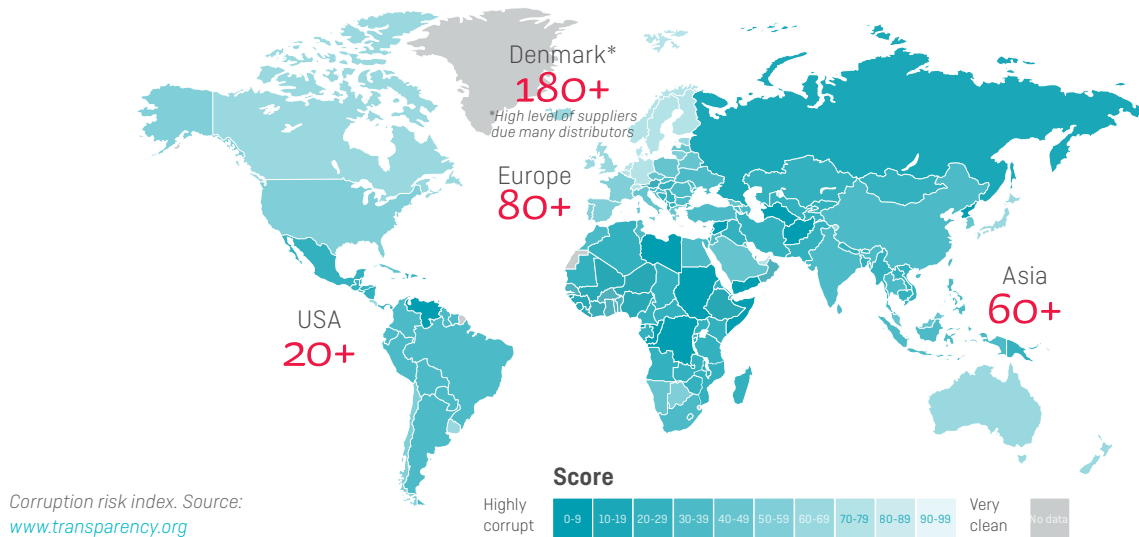 Denmark*
180+
*High level of suppliers
due many distributors
Europe
80+
Asia
60+
USA
20+
Score
Highly
corrupt
0-9 10-19 20-29 30-39 40-49 50-59 60-69 70-79 80-89 90-99
Very
clean
No data
Corruption risk index. Source:
www.transparency.org